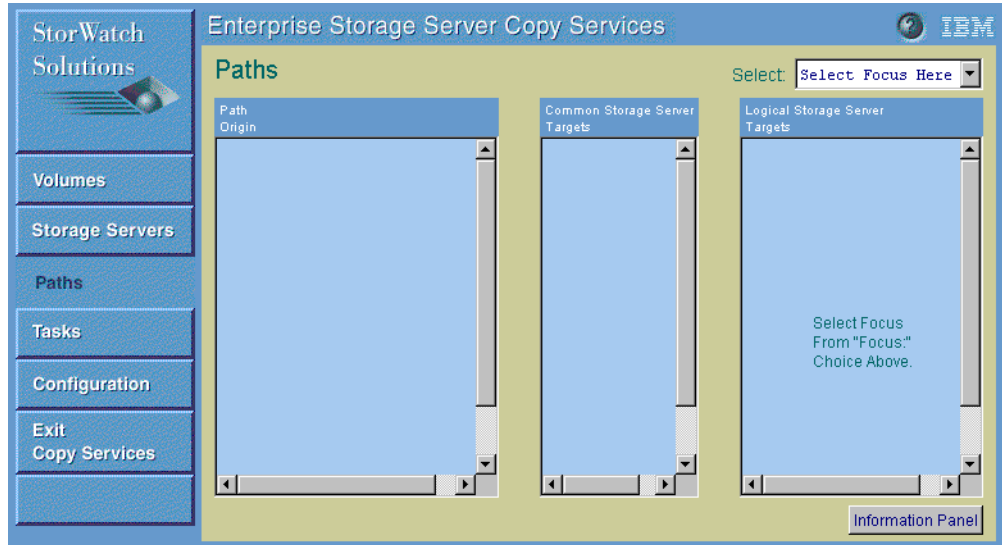 StorWatch
Solutions
Enterprise Storage Server Copy Services
?
IBM
Paths
Select:
Select Focus Here
Path
Origin
Common Storage Server
Targets
Logical Storage Server
Targets
Volumes
Storage Servers
Paths
Tasks
Configuration
Exit
Copy Services
Select Focus
From "Focus:"
Choice Above.
Information Panel